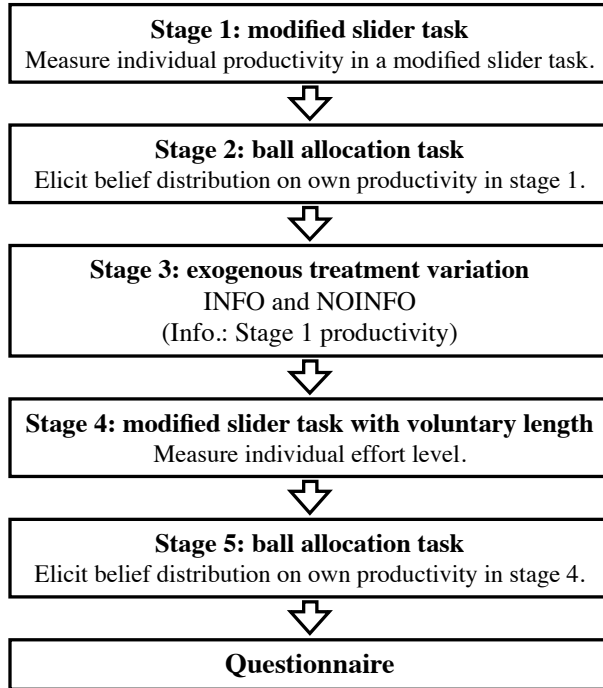 Stage 1: modified slider task
Measure individual productivity in a modified slider task.
Stage 2: ball allocation task
Elicit belief distribution on own productivity in stage 1.
Stage 3: exogenous treatment variation
INFO and NOINFO
(Info.: Stage 1 productivity)
Stage 4: modified slider task with voluntary length
Measure individual effort level.
Stage 5: ball allocation task
Elicit belief distribution on own productivity in stage 4.
Questionnaire